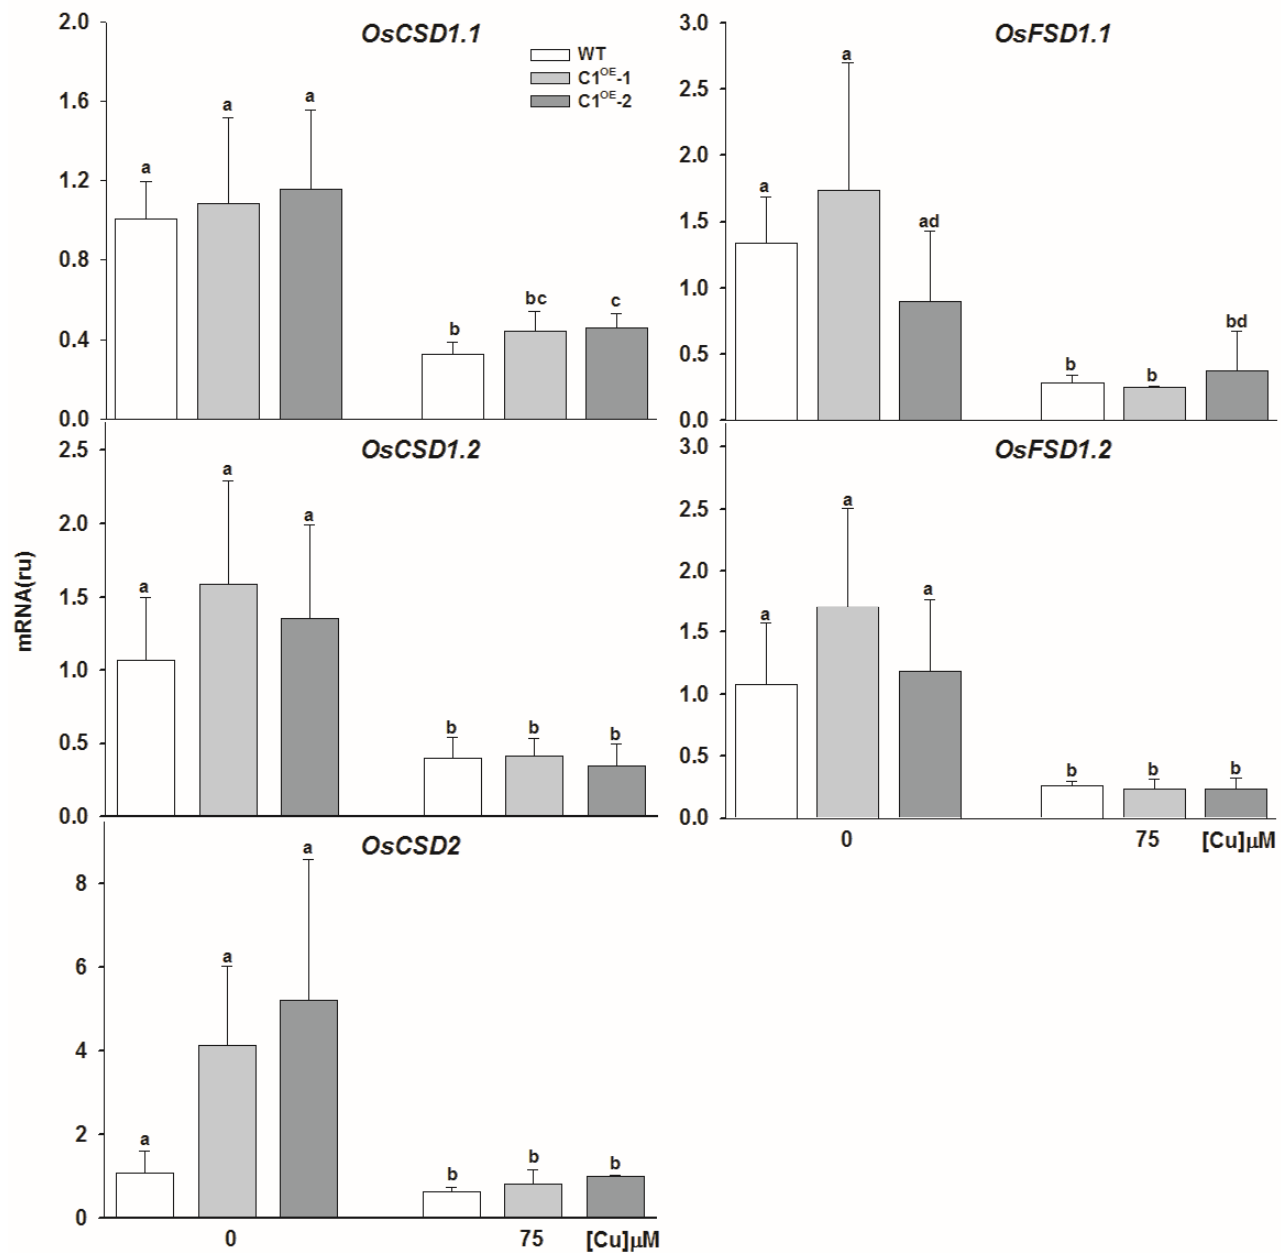 OsCSD1.1
WT
C1OE-1
C1OE-2
2.0
1.6
1.2
0.8
0.4
0.0
a
a
a
b
bc
c
OsFSD1.1
3.0
2.5
2.0
1.5
1.0
0.5
0.0
a
a
ad
b
b
bd
mRNA(ru)
OsCSD1.2
2.5
2.0
1.5
1.0
0.5
0.0
a
a
a
b
b
b
OsFSD1.2
3.0
2.5
2.0
1.5
1.0
0.5
0.0
a
a
a
b
b
b
0 75 [Cu]µM
OsCSD2
8
6
4
2
0
a
a
a
b
b
b
0 75 [Cu]µM